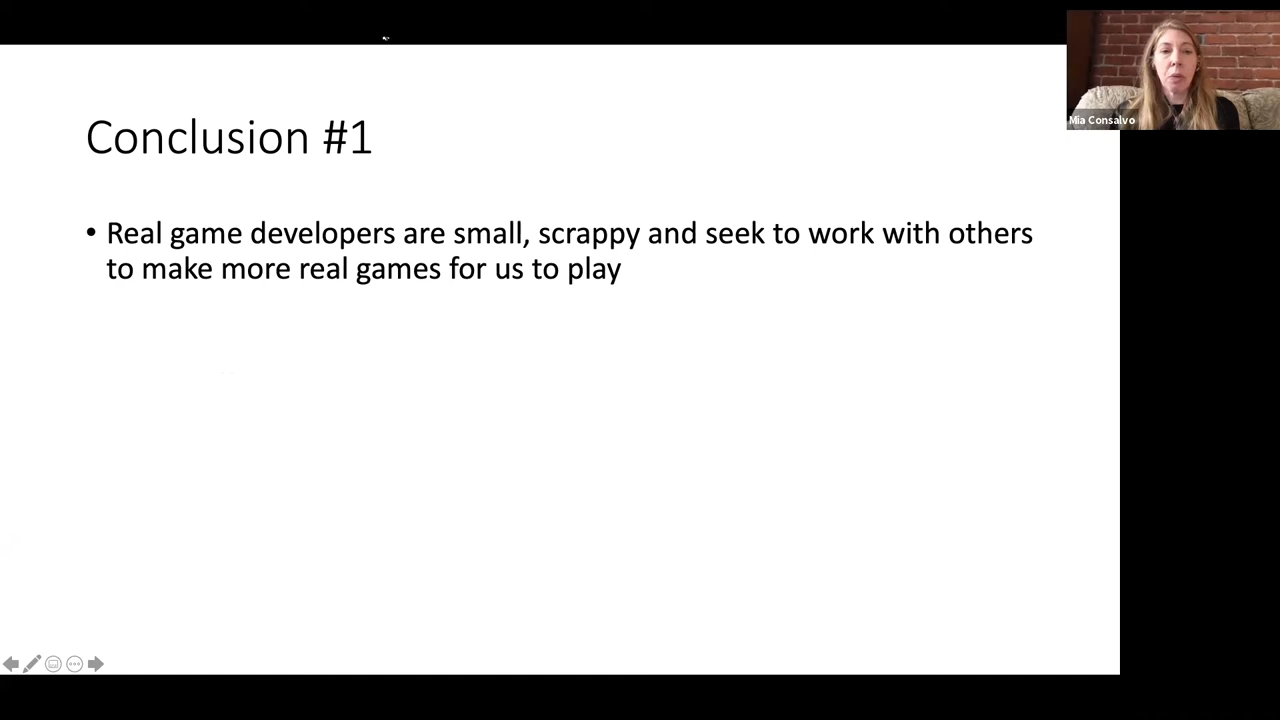 Conclusion #1
• Real game developers are small, scrappy and seek to work with others
to make more real games for us to play
Mia Consalvo